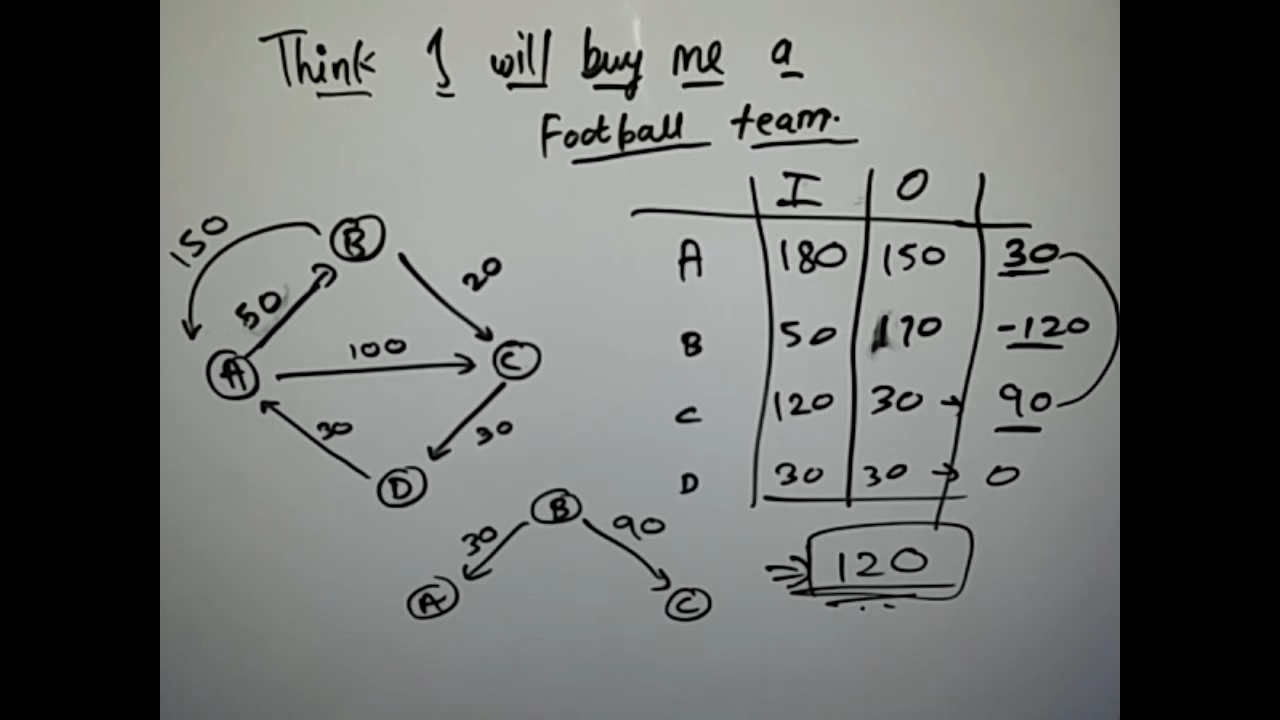 Think I will buy me a
Football team.
I O
A 180 150 30
B 50 170 -120
C 120 30 90
D 30 30 0
120
150
B
50
20
A
100
C
30
30
D
B
30
90
A
C